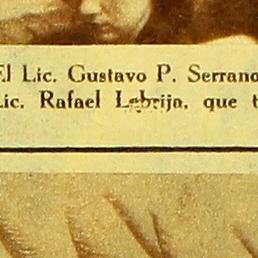 El Lic. Gustavo P. Serrano
Lic. Rafael Lebrija, que t